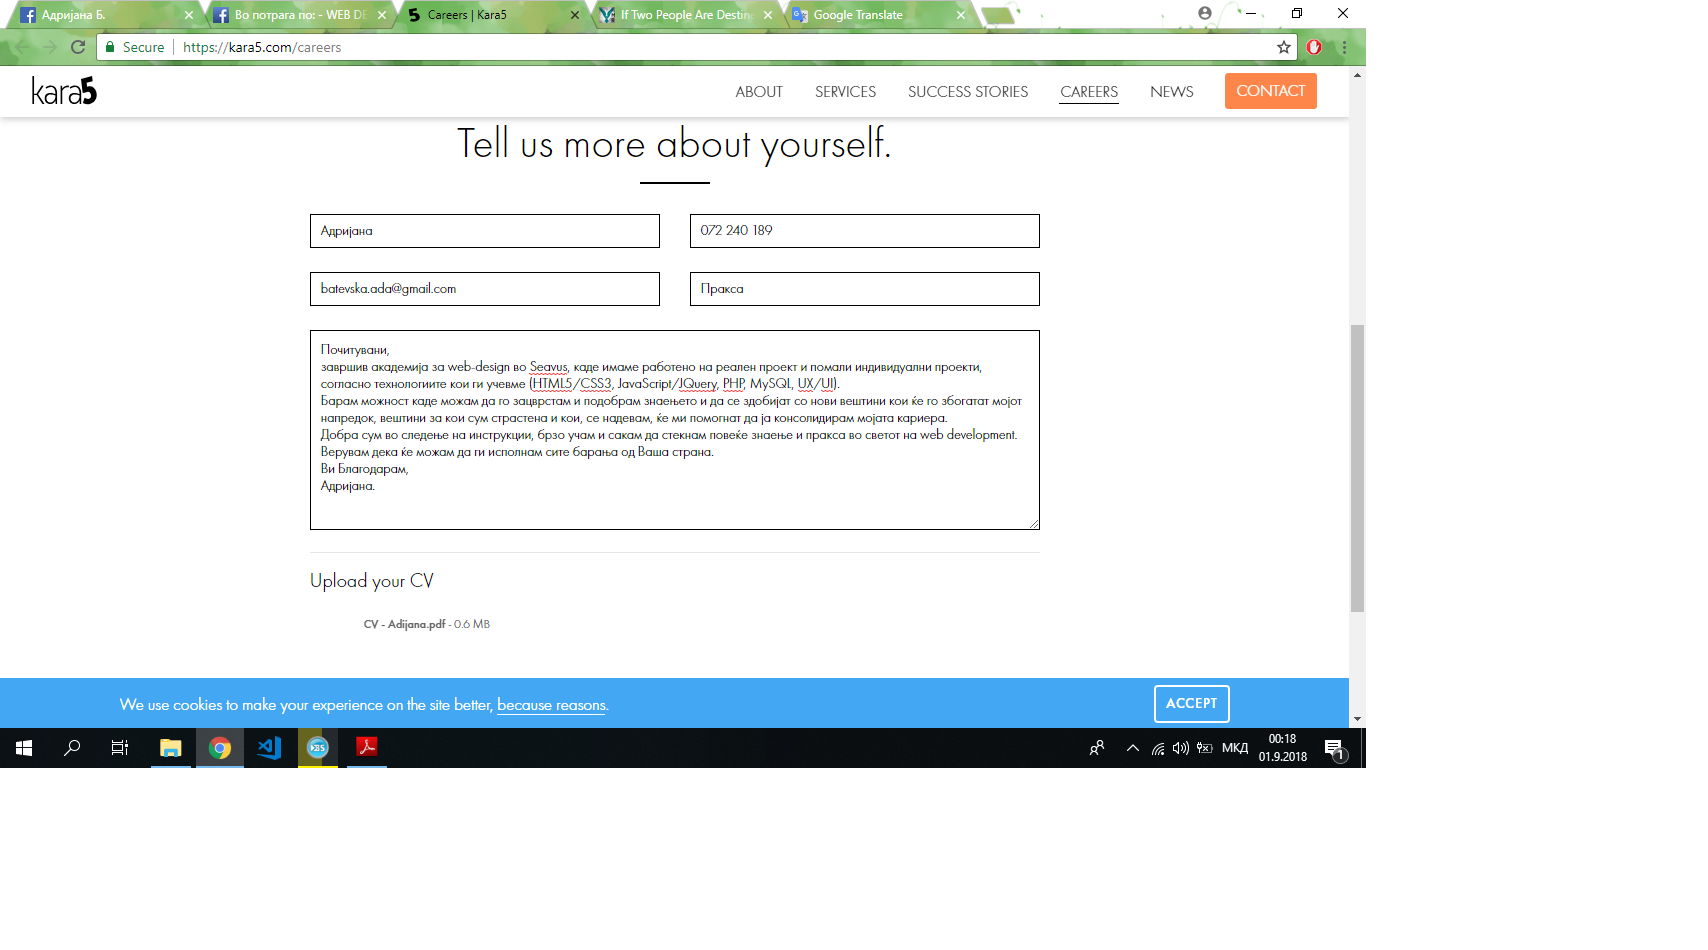 Адријана Б.
Во потрага по: - WEB DE
Careers | Kara5
If Two People Are Destin
Google Translate
Secure
https://kara5.com/careers
kara5
ABOUT
SERVICES
SUCCESS STORIES
CAREERS
NEWS
CONTACT
Tell us more about yourself.
Адријана
072 240 189
batevska.ada@gmail.com
Пракса
Почитувани,
завршив академија за web-design во Seavus, каде имаме работено на реален проект и помали индивидуални проекти,
согласно технологиите кои ги учевме (HTML5/CSS3, JavaScript/JQuery, PHP, MySQL, UX/UI).
Барам можност каде можам да го зацврстам и подобрам знаењето и да се здобијат со нови вештини кои ќе го збогатат мојот
напредок, вештини за кои сум страстена и кои, се надевам, ќе ми помогнат да ја консолидирам мојата кариера.
Добра сум во следење на инструкции, брзо учам и сакам да стекнам повеќе знаење и пракса во светот на web development.
Верувам дека ќе можам да ги исполнам сите барања од Ваша страна.
Ви Благодарам,
Адријана.
Upload your CV
CV - Adijana.pdf - 0.6 MB
We use cookies to make your experience on the site better, because reasons.
ACCEPT
МКД
00:18
01.9.2018
1